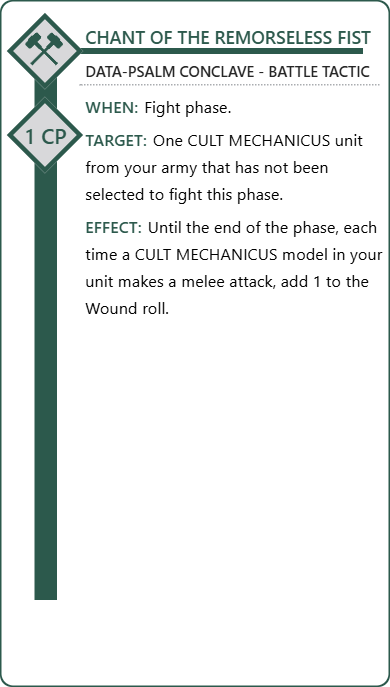 CHANT OF THE REMORSELESS FIST
DATA-PSALM CONCLAVE - BATTLE TACTIC
WHEN: Fight phase.
1 CP
TARGET: One CULT MECHANICUS unit
from your army that has not been
selected to fight this phase.
EFFECT: Until the end of the phase, each
time a CULT MECHANICUS model in your
unit makes a melee attack, add 1 to the
Wound roll.